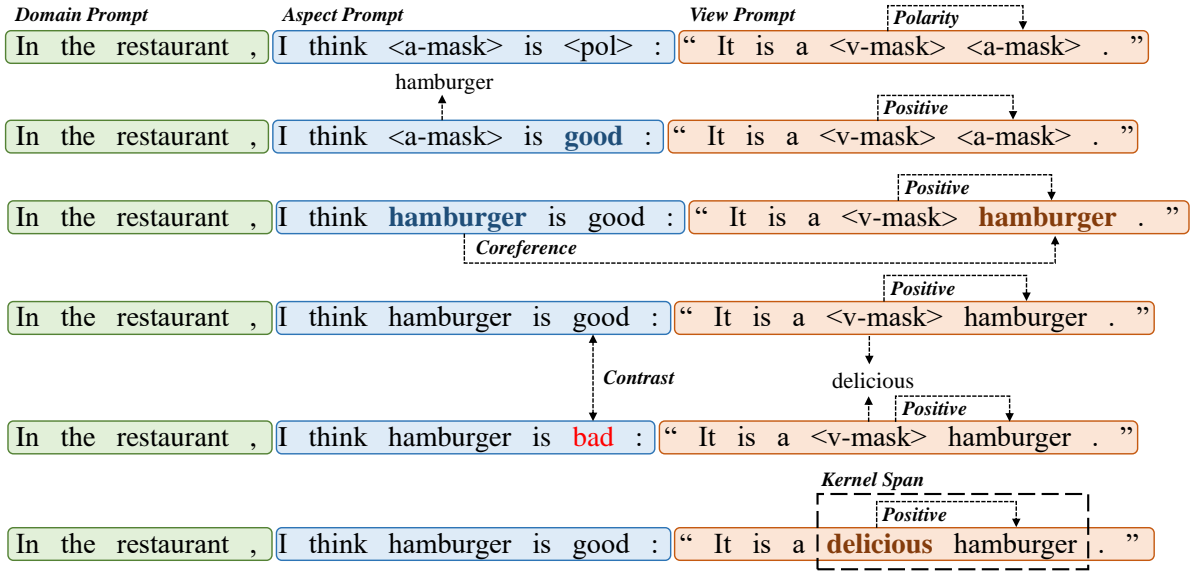 Domain Prompt Aspect Prompt View Prompt Polarity
In the restaurant , I think <a-mask> is <pol> : “ It is a <v-mask> <a-mask> . ”
hamburger
Positive
In the restaurant , I think <a-mask> is good : “ It is a <v-mask> <a-mask> . ”
Positive
In the restaurant , I think hamburger is good : “ It is a <v-mask> hamburger . ”
Coreference
Positive
In the restaurant , I think hamburger is good : “ It is a <v-mask> hamburger . ”
Contrast
delicious
Positive
In the restaurant , I think hamburger is bad : “ It is a <v-mask> hamburger . ”
Kernel Span
Positive
In the restaurant , I think hamburger is good : “ It is a delicious hamburger . ”